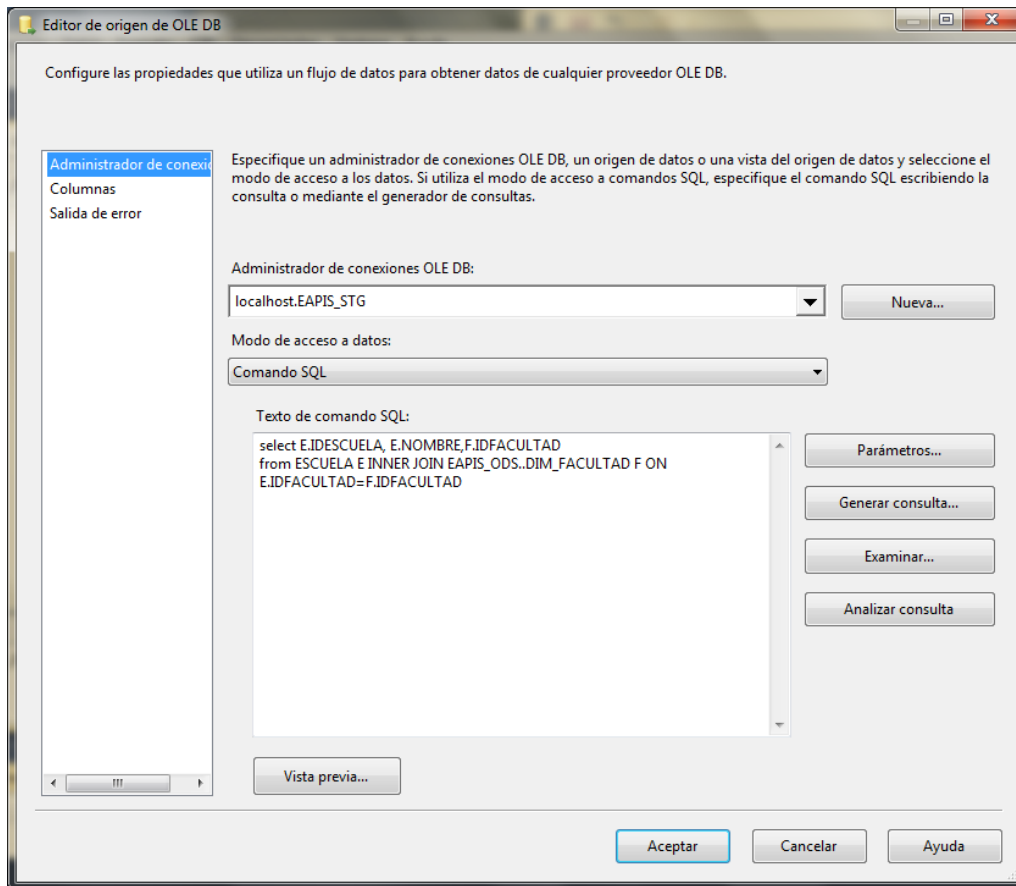 Editor de origen de OLE DB
Configure las propiedades que utiliza un flujo de datos para obtener datos de cualquier proveedor OLE DB.
Administrador de conexi
Columnas
Salida de error
Especifique un administrador de conexiones OLE DB, un origen de datos o una vista del origen de datos y seleccione el
modo de acceso a los datos. Si utiliza el modo de acceso a comandos SQL, especifique el comando SQL escribiendo la
consulta o mediante el generador de consultas.
Administrador de conexiones OLE DB:
localhost.EAPIS_STG
Nueva...
Modo de acceso a datos:
Comando SQL
Texto de comando SQL:
select E.IDESCUELA, E.NOMBRE,F.IDFACULTAD
from ESCUELA E INNER JOIN EAPIS_ODS..DIM_FACULTAD F ON
E.IDFACULTAD=F.IDFACULTAD
Parámetros...
Generar consulta...
Examinar...
Analizar consulta
Vista previa...
Aceptar
Cancelar
Ayuda